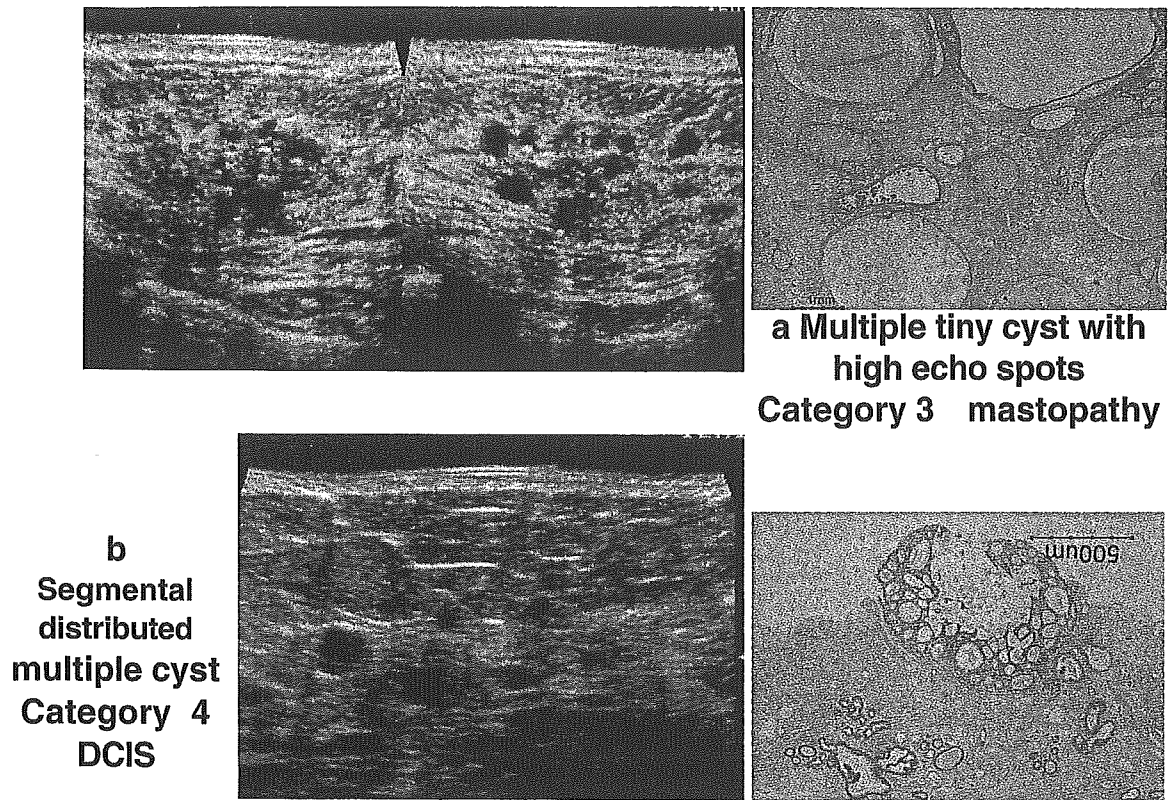 a Multiple tiny cyst with
high echo spots
Category 3 mastopathy
b
Segmental
distributed
multiple cyst
Category 4
DCIS
500um